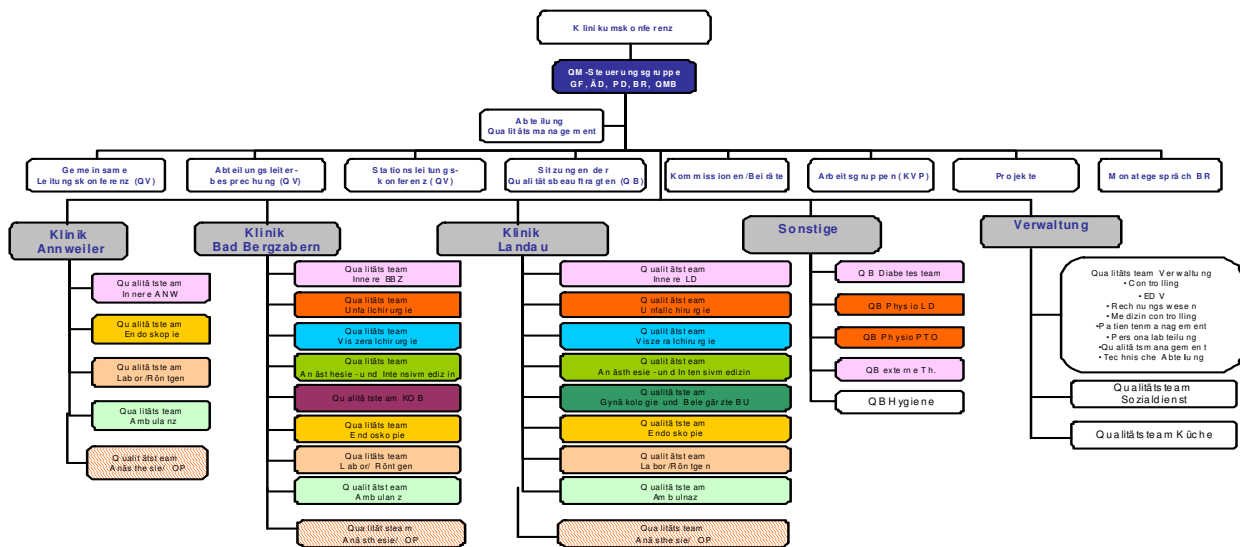 Klinikumskonferenz
QM-Steuerungsgruppe
GF, ÄD, PD, BR, QMB
Abteilung
Qualitätsmanagement
Gemeinsame
Leitungskonferenz (QV)
Abteilungsleiter-
besprechung (QV)
Stationsleitungs-
konferenz (QV)
Sitzungen der
Qualitätsbeauftragten (QB)
Kommissionen/Beiräte
Arbeitsgruppen (KVP)
Projekte
Monategespräch BR
Klinik
Annweiler
Klinik
Bad Bergzabern
Klinik
Landau
Sonstige
Verwaltung
Qualitätsteam
Innere ANW
Qualitätsteam
Endoskopie
Qualitätsteam
Labor/Röntgen
Qualitätsteam
Ambulanz
Qualitätsteam
Anästhesie/ OP
Qualitätsteam
Innere BBZ
Qualitätsteam
Unfallchirurgie
Qualitätsteam
Viszeralchirurgie
Qualitätsteam
Anästhesie-und Intensivmedizin
Qualitätsteam KOB
Qualitätsteam
Endoskopie
Qualitätsteam
Labor/ Röntgen
Qualitätsteam
Ambulanz
Qualitätsteam
Anästhesie/ OP
Qualitätsteam
Innere LD
Qualitätsteam
Unfallchirurgie
Qualitätsteam
Viszeralchirurgie
Qualitätsteam
Anästhesie-und Intensivmedizin
Qualitätsteam
Gynäkologie und Belegärzte BU
Qualitätsteam
Endoskopie
Qualitätsteam
Labor/Röntgen
Qualitätsteam
Ambulnaz
Qualitätsteam
Anästhesie/ OP
QB Diabetesteam
QB Physio LD
QB Physio PTO
QB externe Th.
QB Hygiene
Qualitätsteam Verwaltung
• Controlling
• EDV
• Rechnungswesen
• Medizincontrolling
•Patientenmanagement
• Personalabteilung
•Qualitätsmanagement
•Technische Abteilung
Qualitätsteam
Sozialdienst
Qualitätsteam Küche